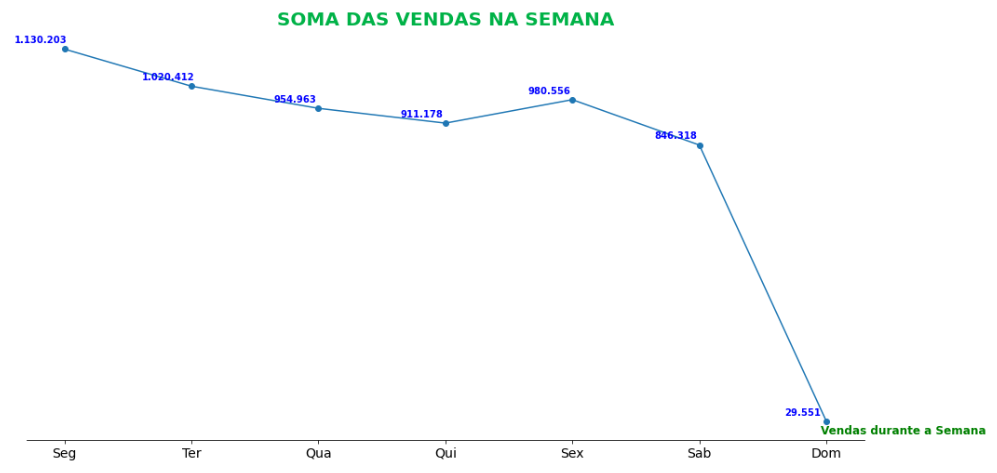 SOMA DAS VENDAS NA SEMANA
1.130.203
1.020.412
954.963
911.178
980.556
846.318
29.551
Vendas durante a Semana
Seg Ter Qua Qui Sex Sab Dom